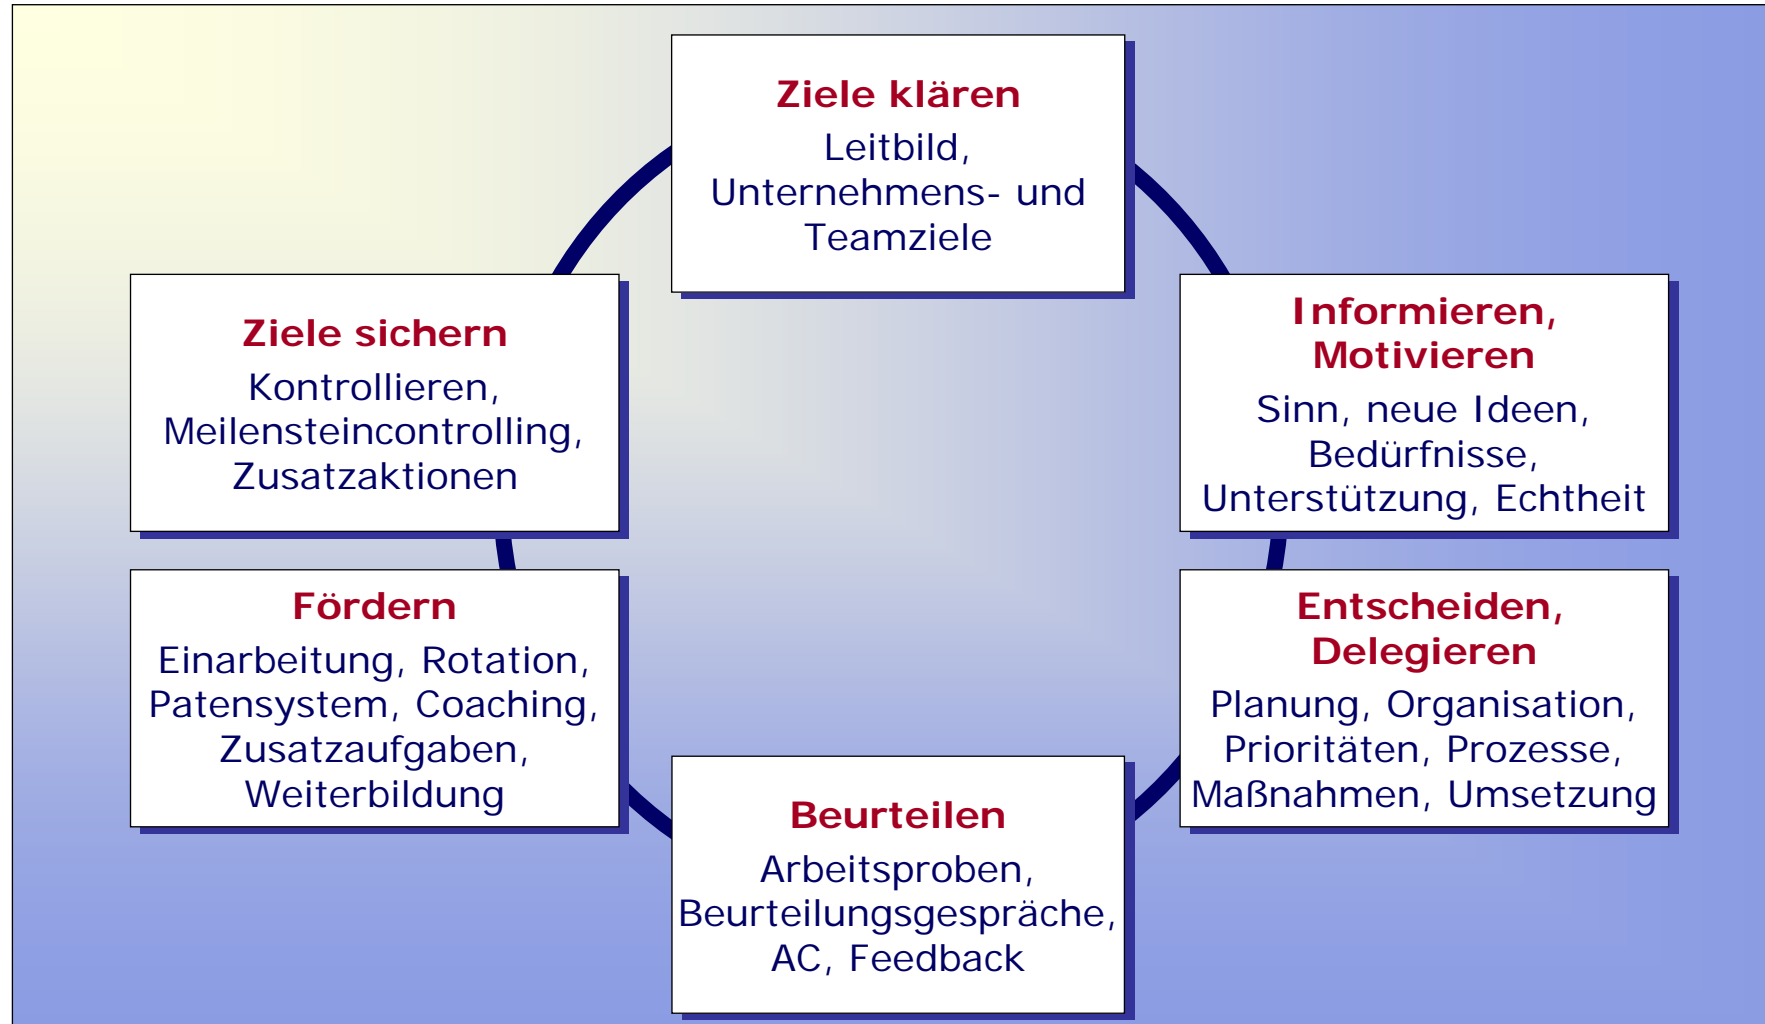 Ziele klären
Leitbild,
Unternehmens- und
Teamziele
Informieren,
Motivieren
Sinn, neue Ideen,
Bedürfnisse,
Unterstützung, Echtheit
Entscheiden,
Delegieren
Planung, Organisation,
Prioritäten, Prozesse,
Maßnahmen, Umsetzung
Beurteilen
Arbeitsproben,
Beurteilungsgespräche,
AC, Feedback
Fördern
Einarbeitung, Rotation,
Patensystem, Coaching,
Zusatzaufgaben,
Weiterbildung
Ziele sichern
Kontrollieren,
Meilensteincontrolling,
Zusatzaktionen